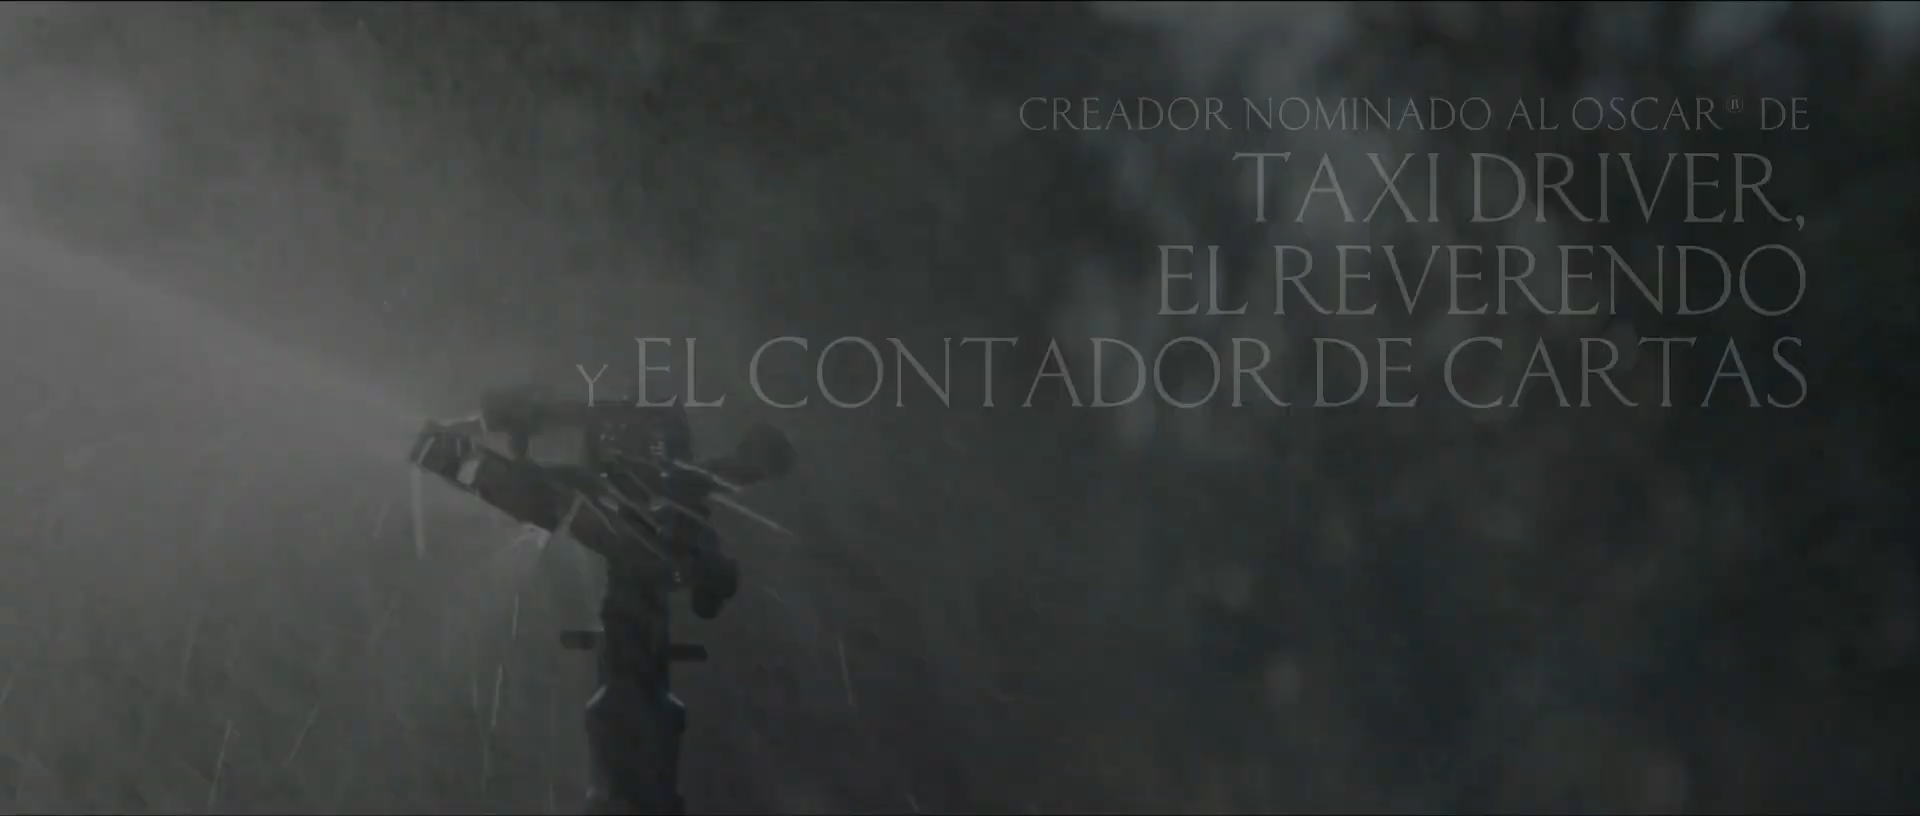 CREADOR NOMINADO AL OSCAR® DE
TAXI DRIVER,
EL REVERENDO
Y EL CONTADOR DE CARTAS